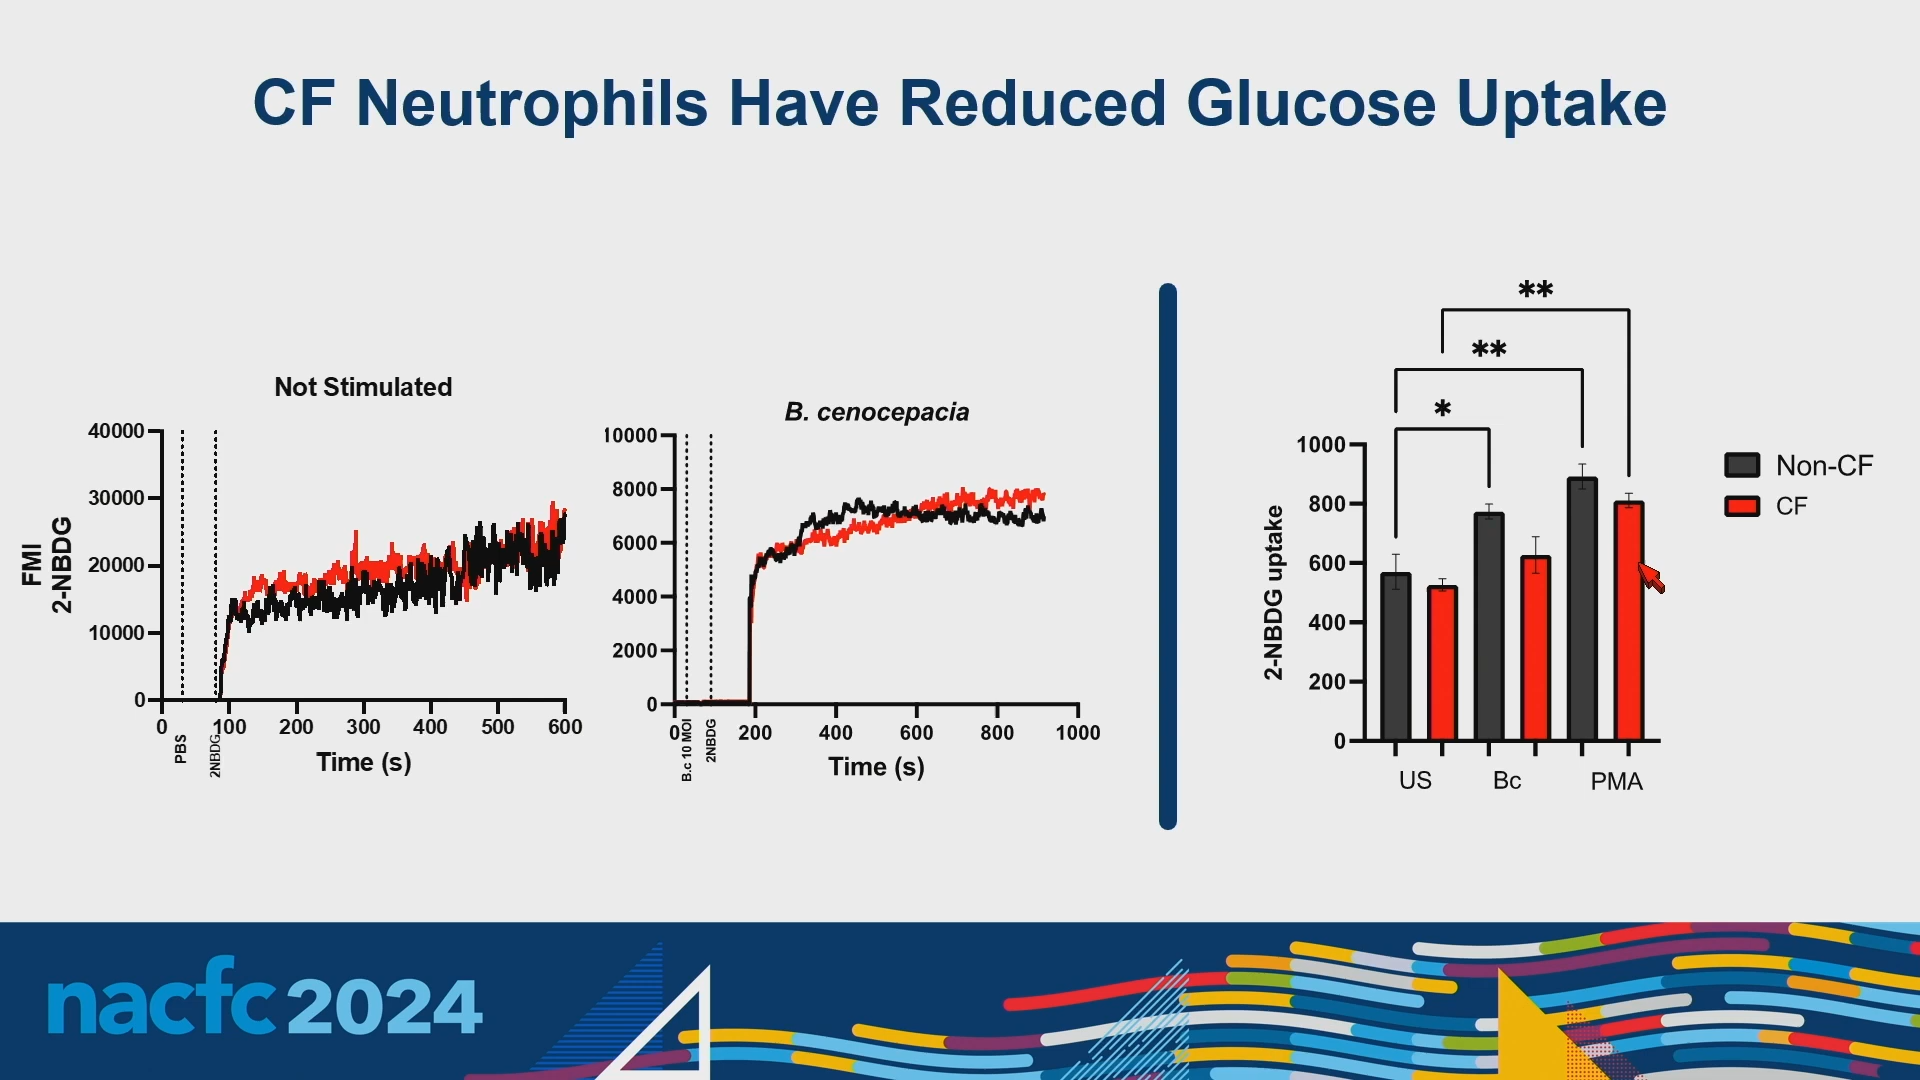 CF Neutrophils Have Reduced Glucose Uptake
Not Stimulated
FMI
2-NBDG
40000
30000
20000
10000
0
0 100 200 300 400 500 600
PBS
2NBDG
Time (s)
B. cenocepacia
10000
8000
6000
4000
2000
0
0 200 400 600 800 1000
B.c 10 MOI
2NBDG
Time (s)
**
**
*
2-NBDG uptake
1000
800
600
400
200
0
US Bc PMA
Non-CF
CF
nacfc 2024